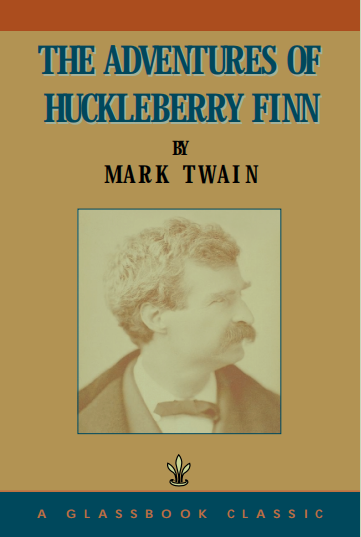 THE ADVENTURES OF
HUCKLEBERRY FINN
BY
MARK TWAIN
A GLASSBOOK CLASSIC